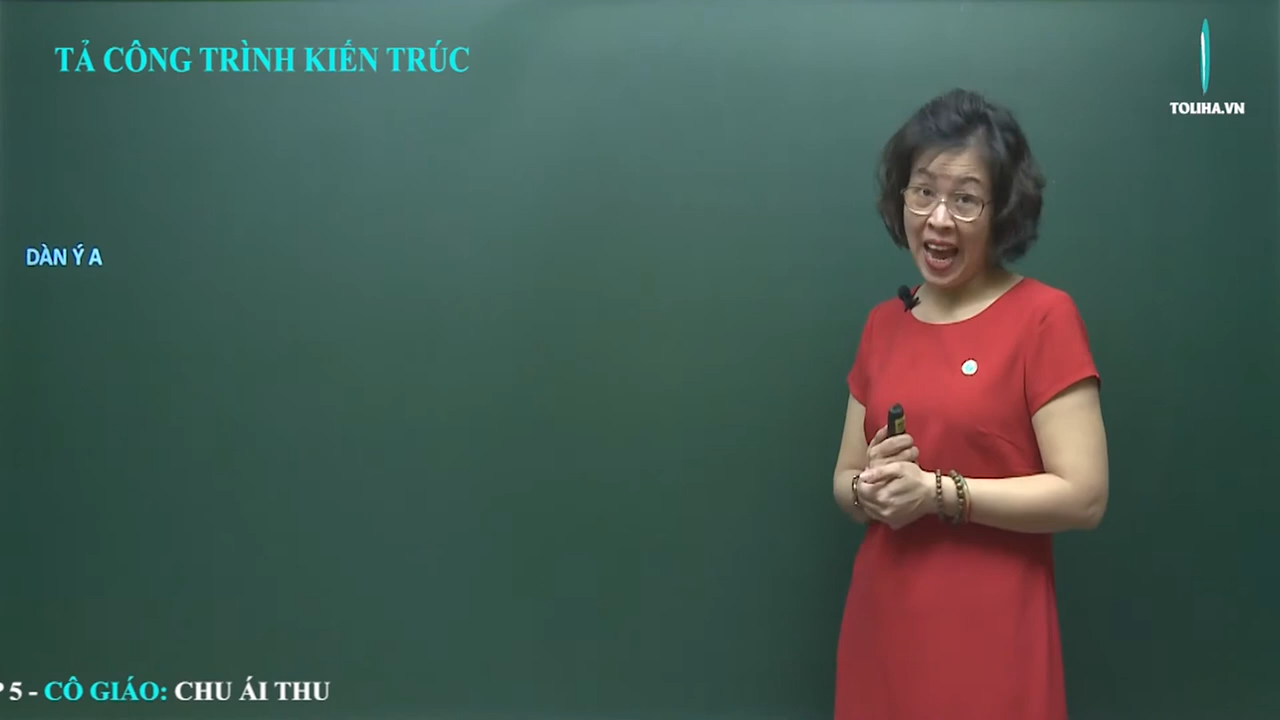 TẢ CÔNG TRÌNH KIẾN TRÚC
TOLIHA.VN
DÀN Ý A
5 - CÔ GIÁO: CHU ÁI THU